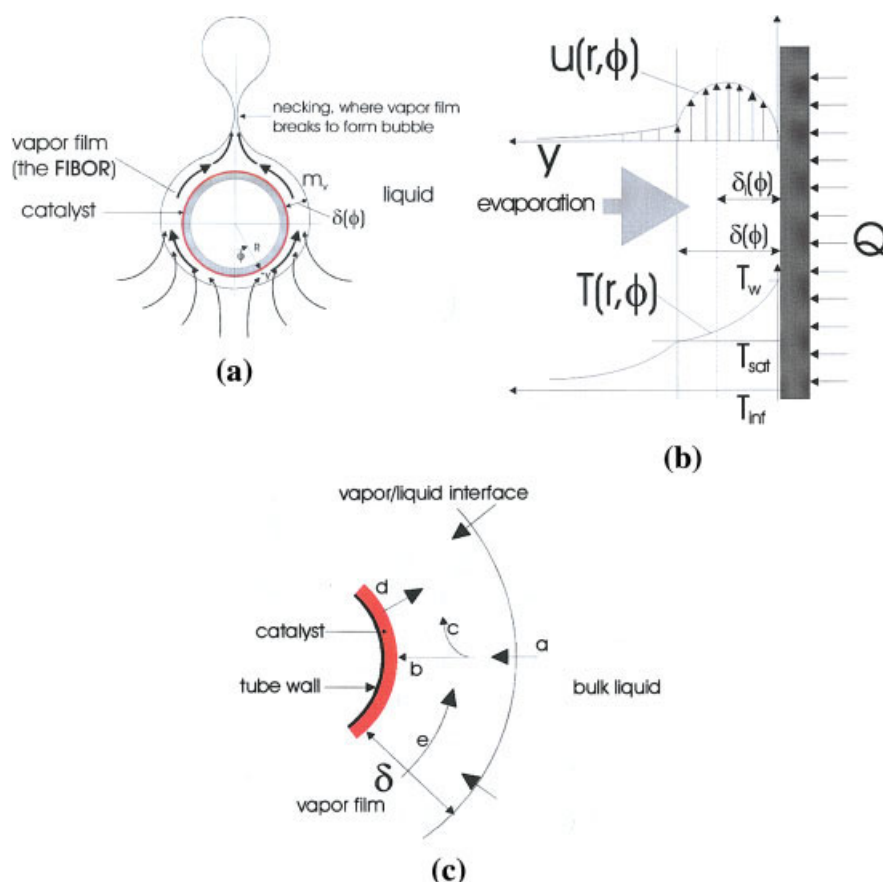 necking, where vapor film
breaks to form bubble
vapor film
(the FIBOR)
catalyst
m_v
liquid
δ(ϕ)
ϕ
R
(a)
u(r,ϕ)
y
evaporation
δ_i(ϕ)
δ(ϕ)
T_w
T(r,ϕ)
T_sat
T_inf
Q
(b)
vapor/liquid interface
d
catalyst
c
a
b
tube wall
bulk liquid
e
δ
vapor film
(c)